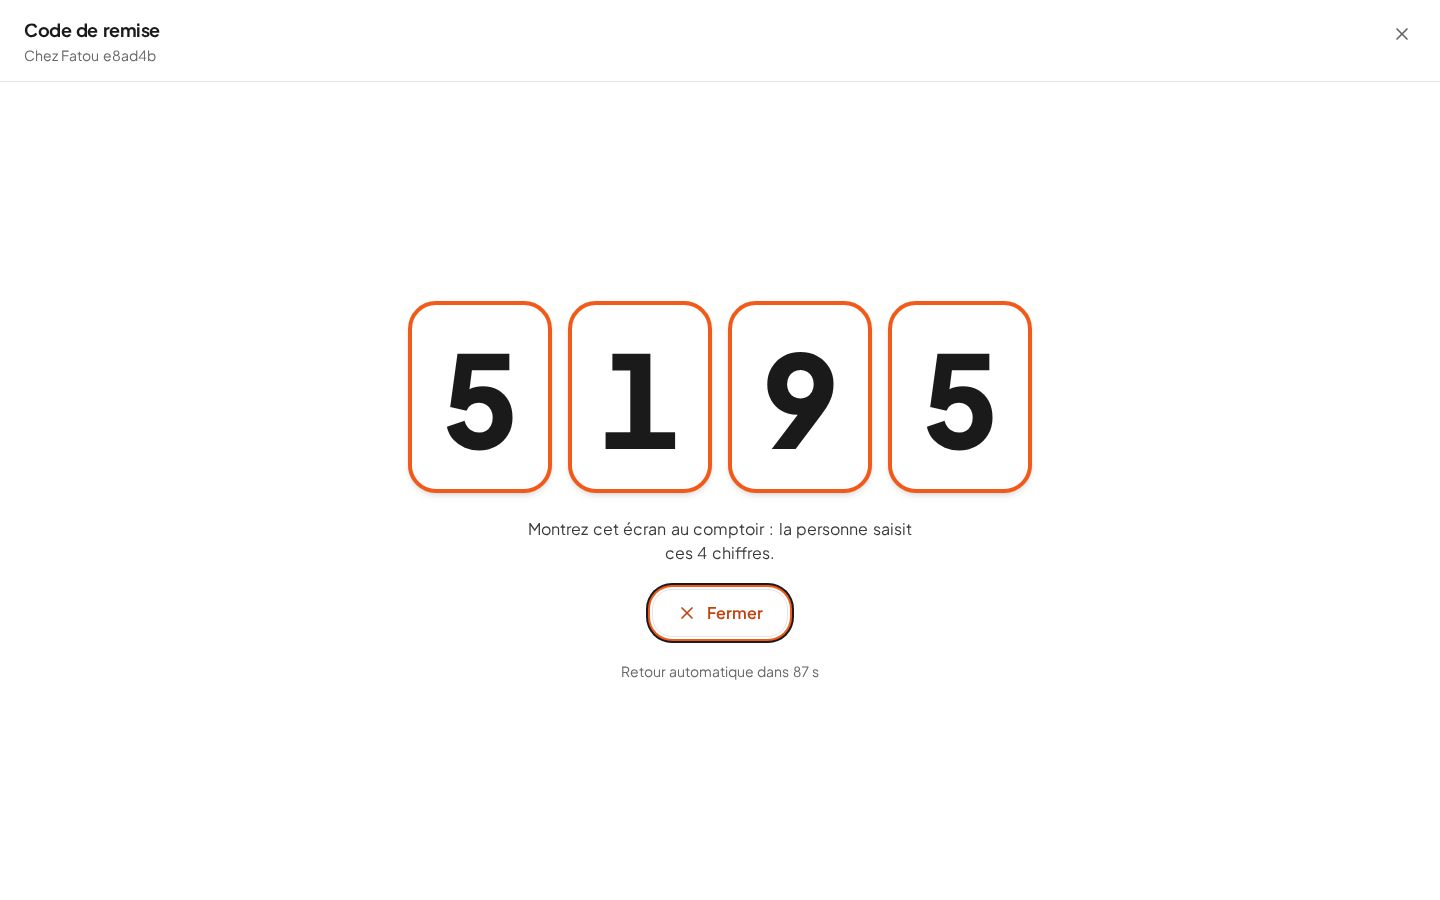 Code de remise
Chez Fatou e8ad4b
5 1 9 5
Montrez cet écran au comptoir : la personne saisit
ces 4 chiffres.
Fermer
Retour automatique dans 87 s